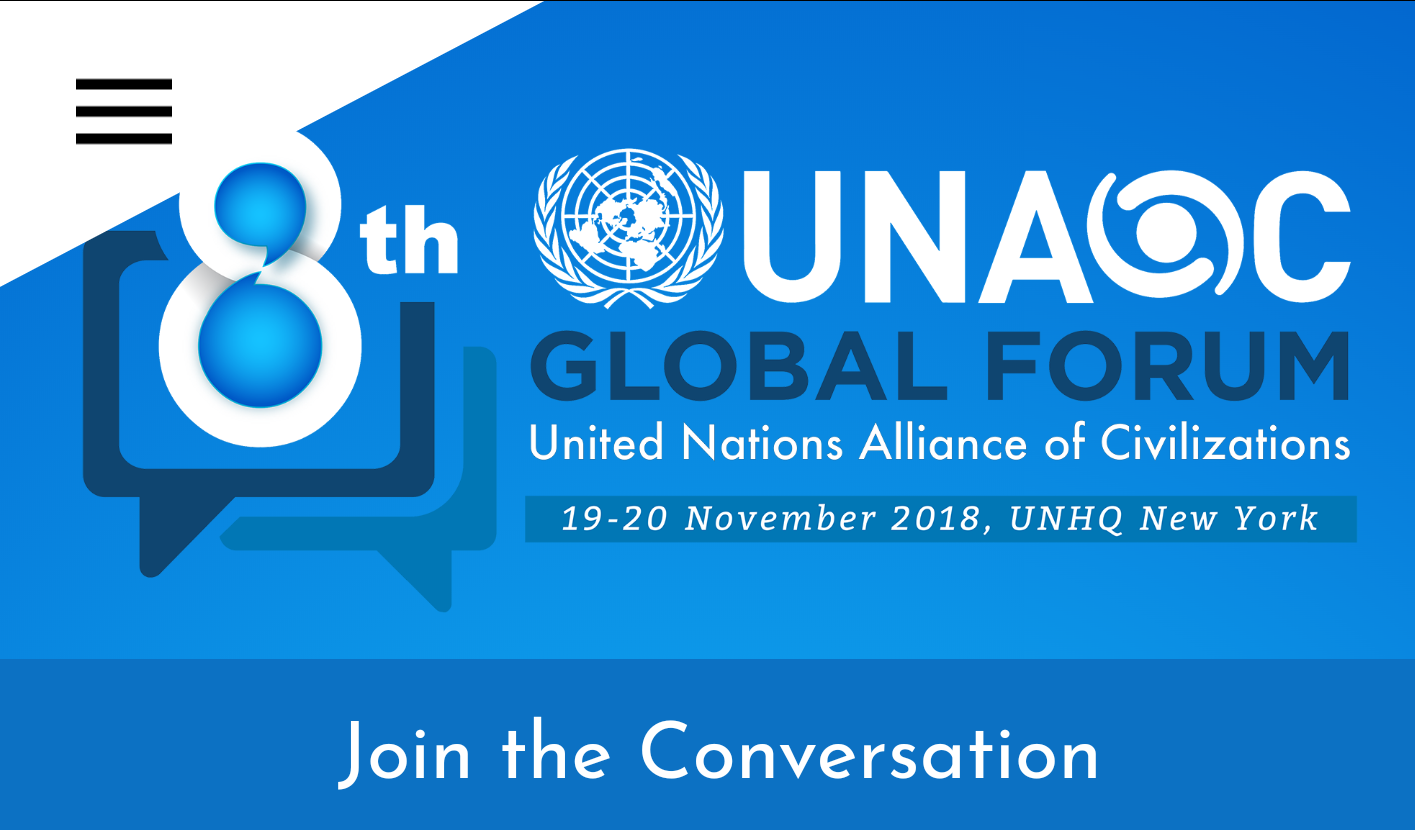 8th
UNAOC
GLOBAL FORUM
United Nations Alliance of Civilizations
19-20 November 2018, UNHQ New York
Join the Conversation